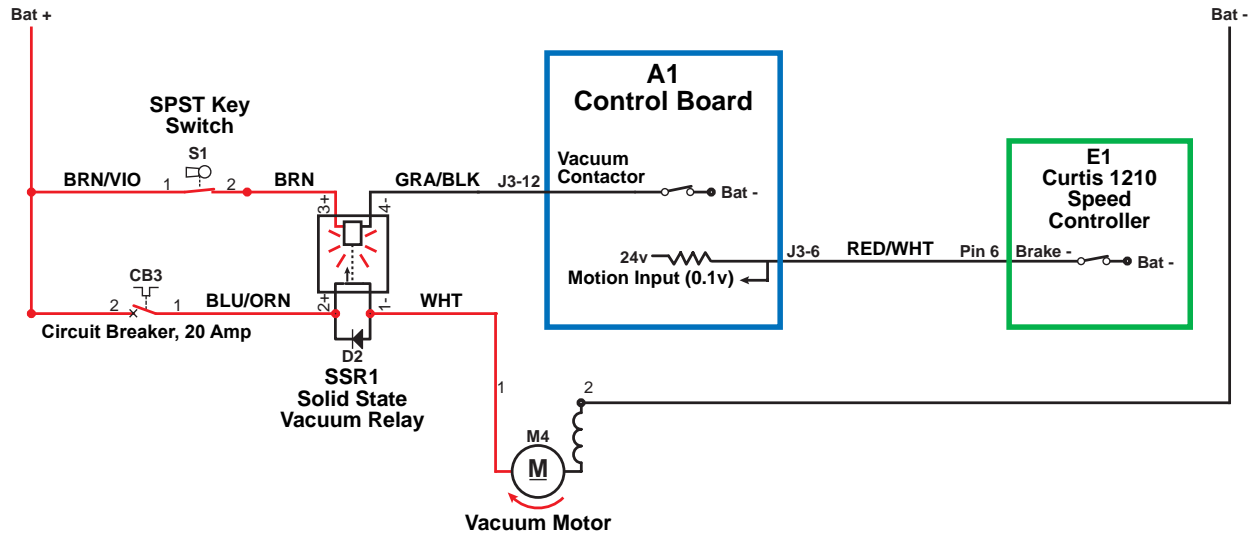 Bat +
Bat -
A1
Control Board
SPST Key
Switch
S1
E1
Curtis 1210
Speed
Controller
BRN/VIO
1
2
BRN
3+
4-
GRA/BLK
J3-12
Vacuum
Contactor
Bat -
24v
Motion Input (0.1v)
J3-6
RED/WHT
Pin 6
Brake -
Bat -
CB3
2
1
BLU/ORN
2+
1-
WHT
Circuit Breaker, 20 Amp
D2
SSR1
Solid State
Vacuum Relay
1
2
M4
M
Vacuum Motor